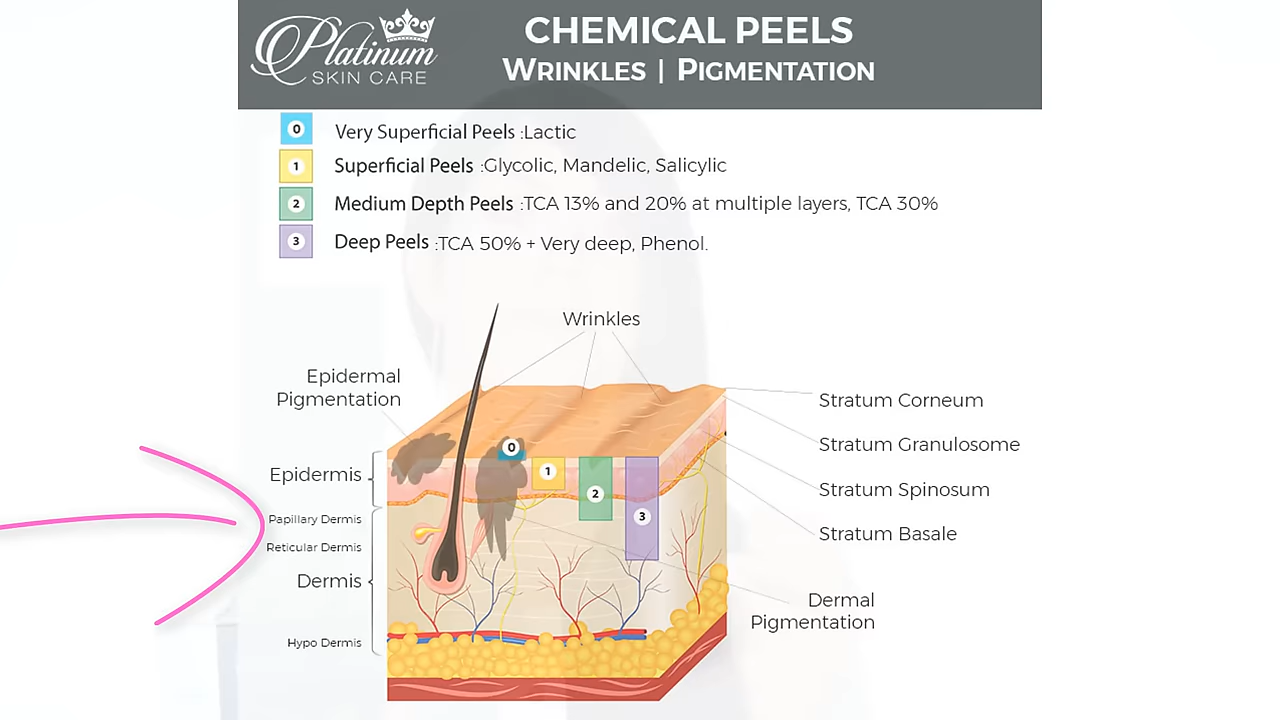 Platinum
SKIN CARE
CHEMICAL PEELS
WRINKLES | PIGMENTATION
0 Very Superficial Peels :Lactic
1 Superficial Peels :Glycolic, Mandelic, Salicylic
2 Medium Depth Peels :TCA 13% and 20% at multiple layers, TCA 30%
3 Deep Peels :TCA 50% + Very deep, Phenol.
Wrinkles
Epidermal
Pigmentation
Epidermis
Papillary Dermis
Reticular Dermis
Dermis
Hypo Dermis
0
1
2
3
Stratum Corneum
Stratum Granulosome
Stratum Spinosum
Stratum Basale
Dermal
Pigmentation